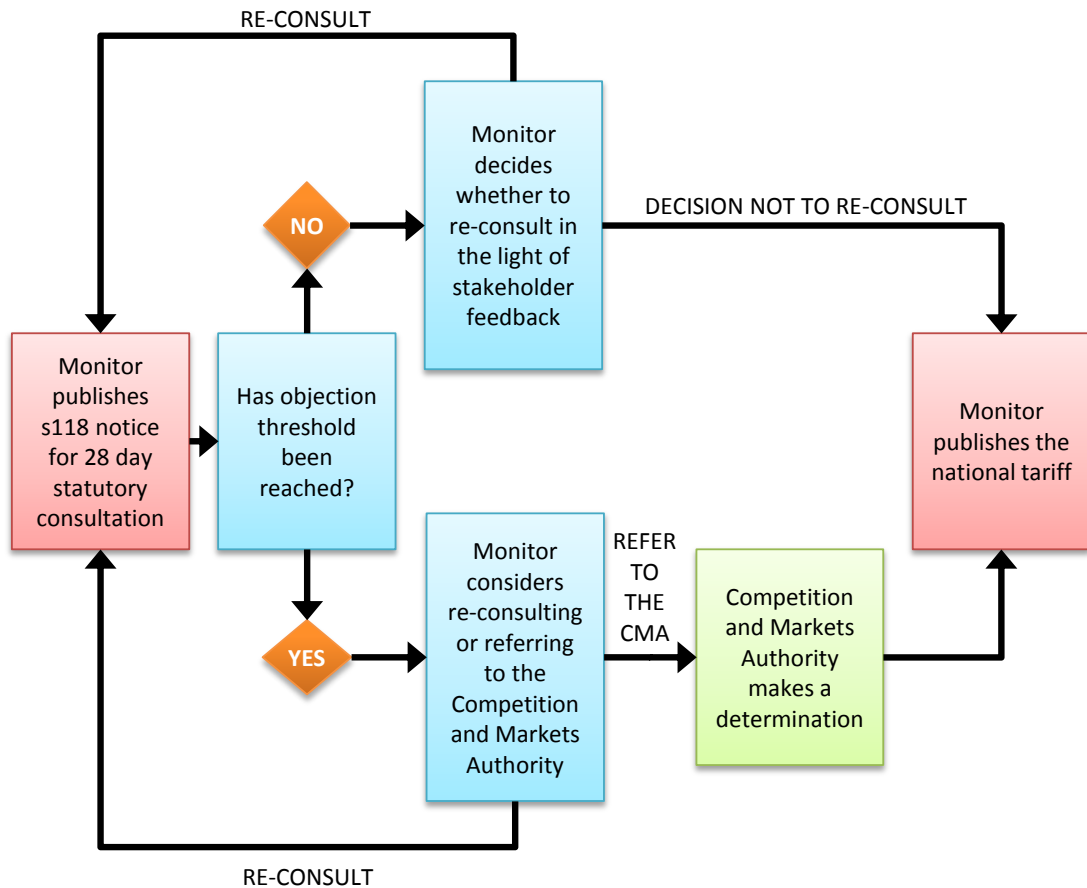 RE-CONSULT
Monitor
decides
whether to
re-consult in
the light of
stakeholder
feedback
NO
DECISION NOT TO RE-CONSULT
Monitor
publishes
s118 notice
for 28 day
statutory
consultation
Has objection
threshold
been
reached?
Monitor
publishes the
national tariff
YES
Monitor
considers
re-consulting
or referring
to the
Competition
and Markets
Authority
REFER
TO
THE
CMA
Competition
and Markets
Authority
makes a
determination
RE-CONSULT